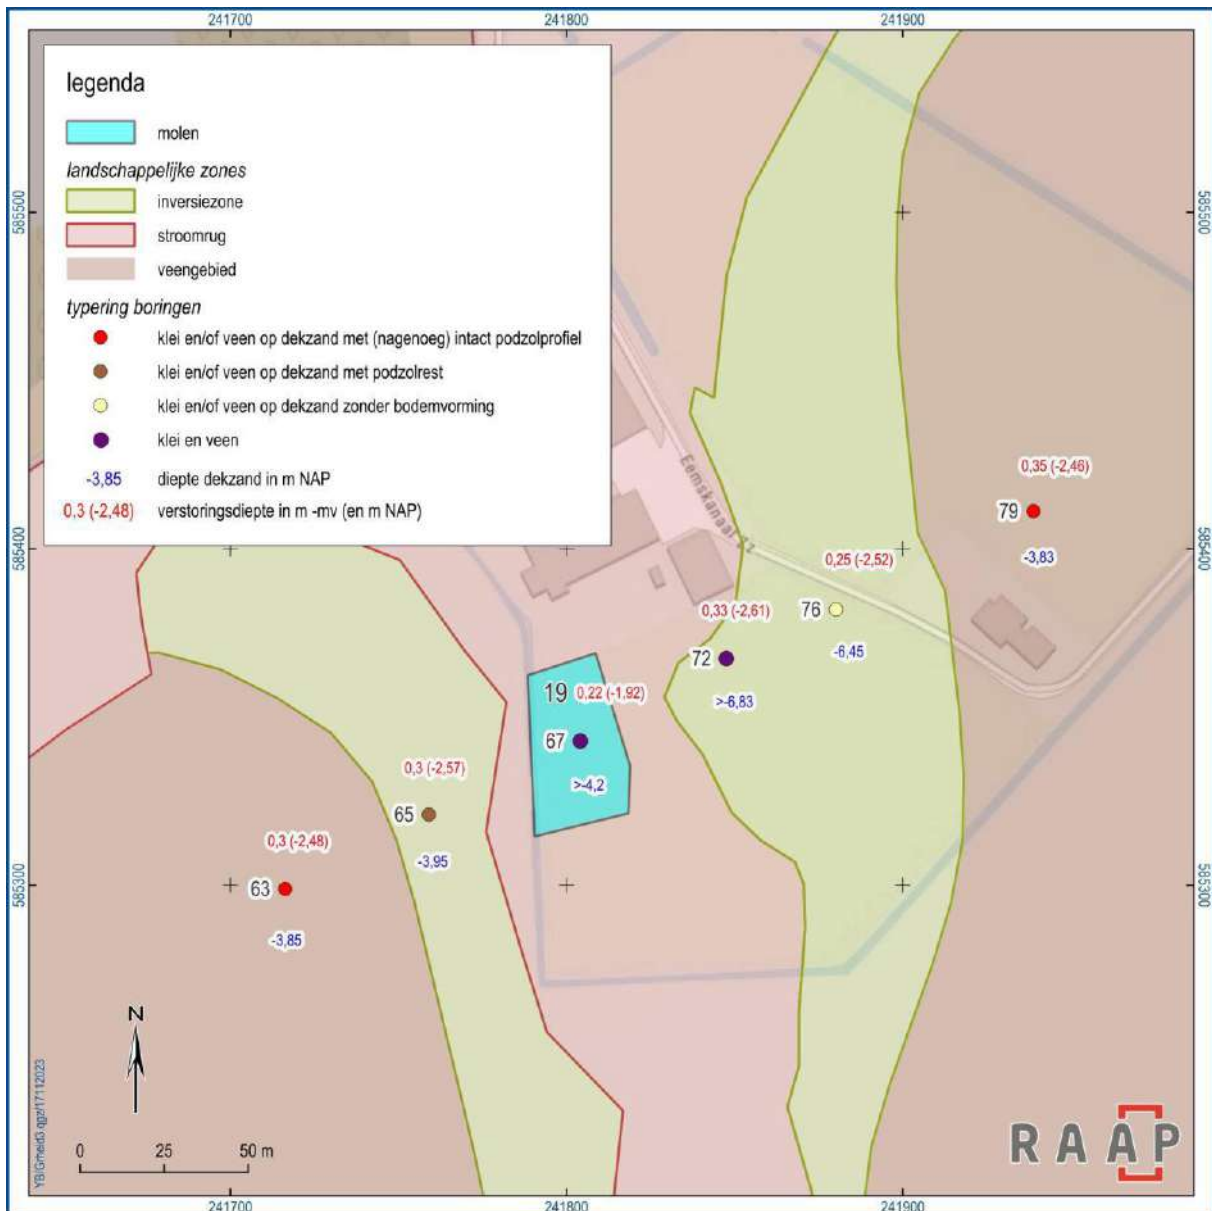 241700
241800
241900
legenda
molen
landschappelijke zones
inversiezone
stroomrug
veengebied
typering boringen
klei en/of veen op dekzand met (nagenoeg) intact podzolprofiel
klei en/of veen op dekzand met podzolrest
klei en/of veen op dekzand zonder bodemvorming
klei en veen
-3,85 diepte dekzand in m NAP
0,3 (-2,48) verstoringsdiepte in m -mv (en m NAP)
585500
585500
0,35 (-2,46)
79
-3,83
Eemskanaal ZZ
585400
585400
0,25 (-2,52)
76
-6,45
0,33 (-2,61)
72
>-6,83
19 0,22 (-1,92)
67
>-4,2
0,3 (-2,57)
65
-3,95
0,3 (-2,48)
63
-3,85
585300
585300
N
0 25 50 m
RAAP
241700
241800
241900